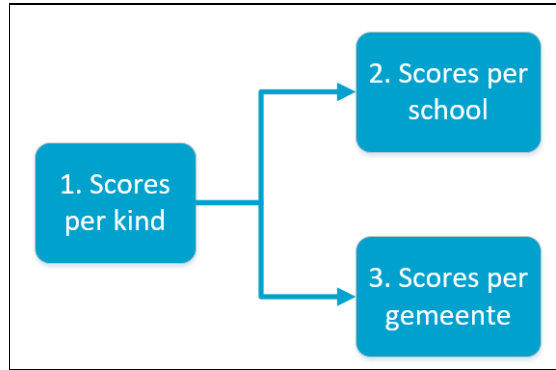 1. Scores
per kind
2. Scores per
school
3. Scores per
gemeente